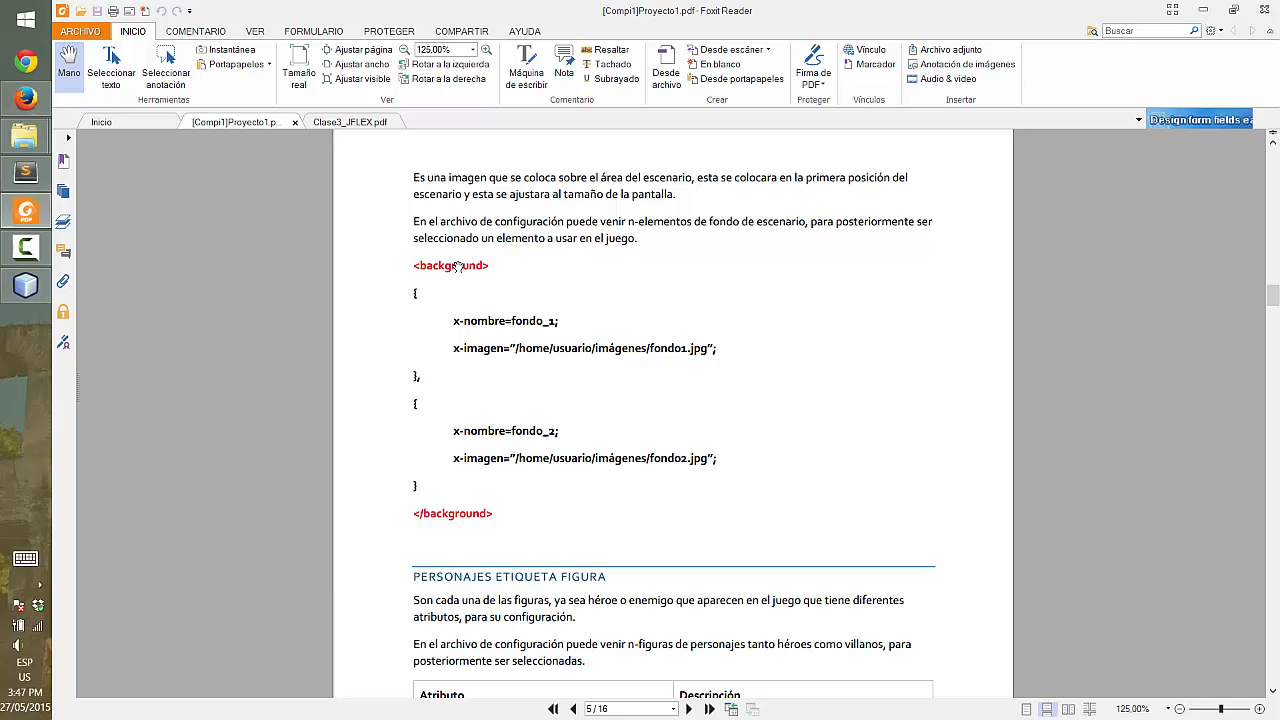 [Compi1]Proyecto1.pdf - Foxit Reader
ARCHIVO INICIO COMENTARIO VER FORMULARIO PROTEGER COMPARTIR AYUDA Buscar
Mano
Seleccionar texto
Seleccionar anotación
Instantánea
Portapapeles
Herramientas
Tamaño real
Ajustar página
Ajustar ancho
Ajustar visible
125,00%
Rotar a la izquierda
Rotar a la derecha
Ver
Máquina de escribir
Nota
Resaltar
Tachado
Subrayado
Comentario
Desde archivo
Desde escáner
En blanco
Desde portapapeles
Crear
Firma de PDF
Proteger
Vínculo
Marcador
Vínculos
Archivo adjunto
Anotación de imágenes
Audio & video
Insertar
Inicio [Compi1]Proyecto1.p... Clase3_JFLEX.pdf
Design form fields ea
Es una imagen que se coloca sobre el área del escenario, esta se colocara en la primera posición del
escenario y esta se ajustara al tamaño de la pantalla.
En el archivo de configuración puede venir n-elementos de fondo de escenario, para posteriormente ser
seleccionado un elemento a usar en el juego.
<background>
{
x-nombre=fondo_1;
x-imagen="/home/usuario/imágenes/fondo1.jpg";
},
{
x-nombre=fondo_2;
x-imagen="/home/usuario/imágenes/fondo2.jpg";
}
</background>
PERSONAJES ETIQUETA FIGURA
Son cada una de las figuras, ya sea héroe o enemigo que aparecen en el juego que tiene diferentes
atributos, para su configuración.
En el archivo de configuración puede venir n-figuras de personajes tanto héroes como villanos, para
posteriormente ser seleccionadas.
Atributo Descripción
5 / 16
125,00%
ESP
US
3:47 PM
27/05/2015